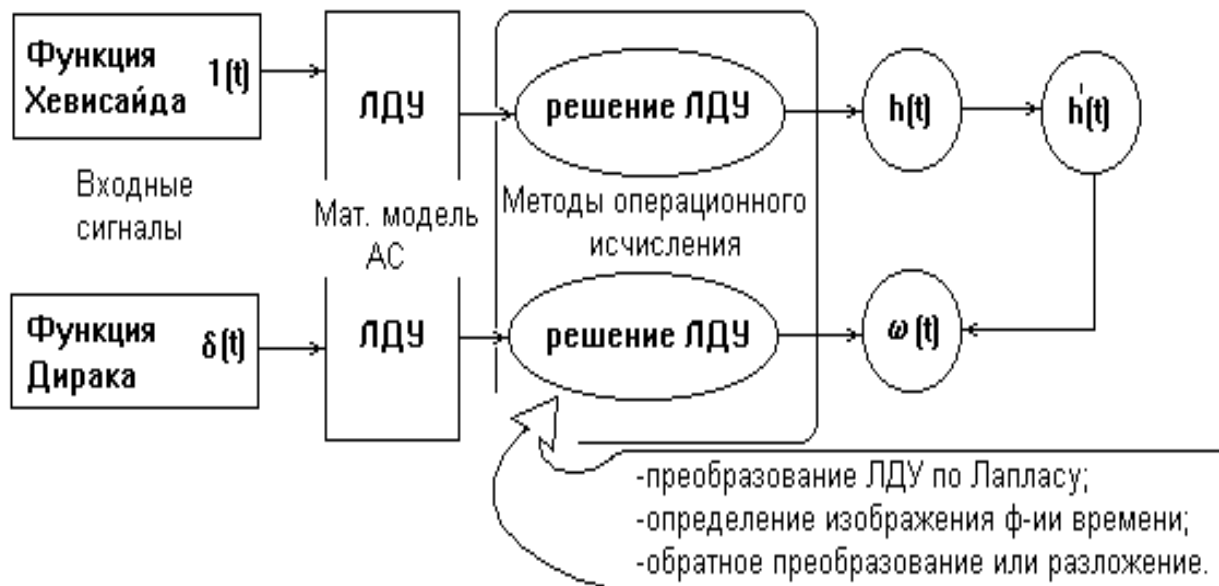 Функция
Хевисайда
1(t)
ЛДУ
решение ЛДУ
h(t)
h'(t)
Входные
сигналы
Мат. модель
АС
Методы операционного
исчисления
Функция
Дирака
δ(t)
ЛДУ
решение ЛДУ
ω(t)
-преобразование ЛДУ по Лапласу;
-определение изображения ф-ии времени;
-обратное преобразование или разложение.